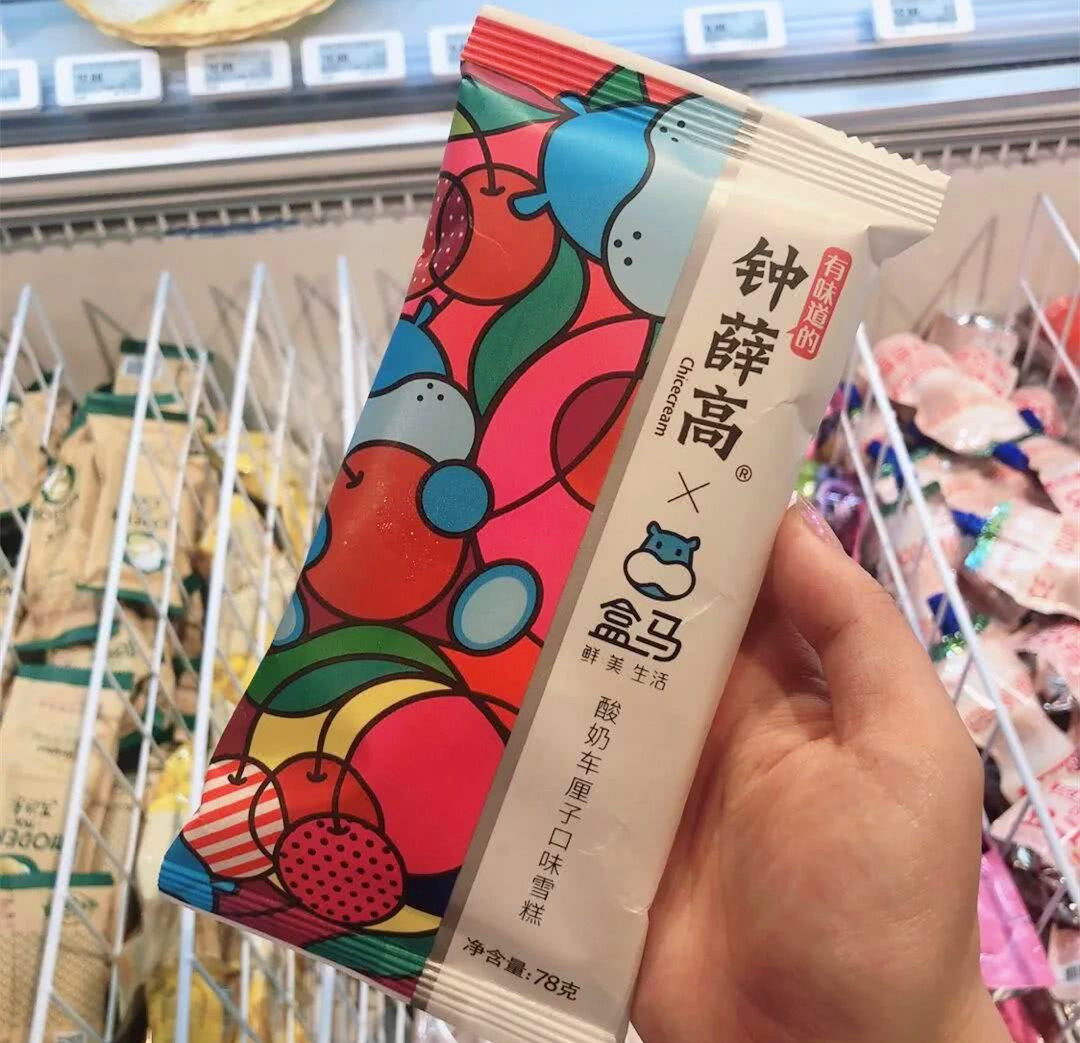 有味道的
钟薛高®
Chicecream
×
盒马
鲜美生活
酸奶车厘子口味雪糕
净含量:78克